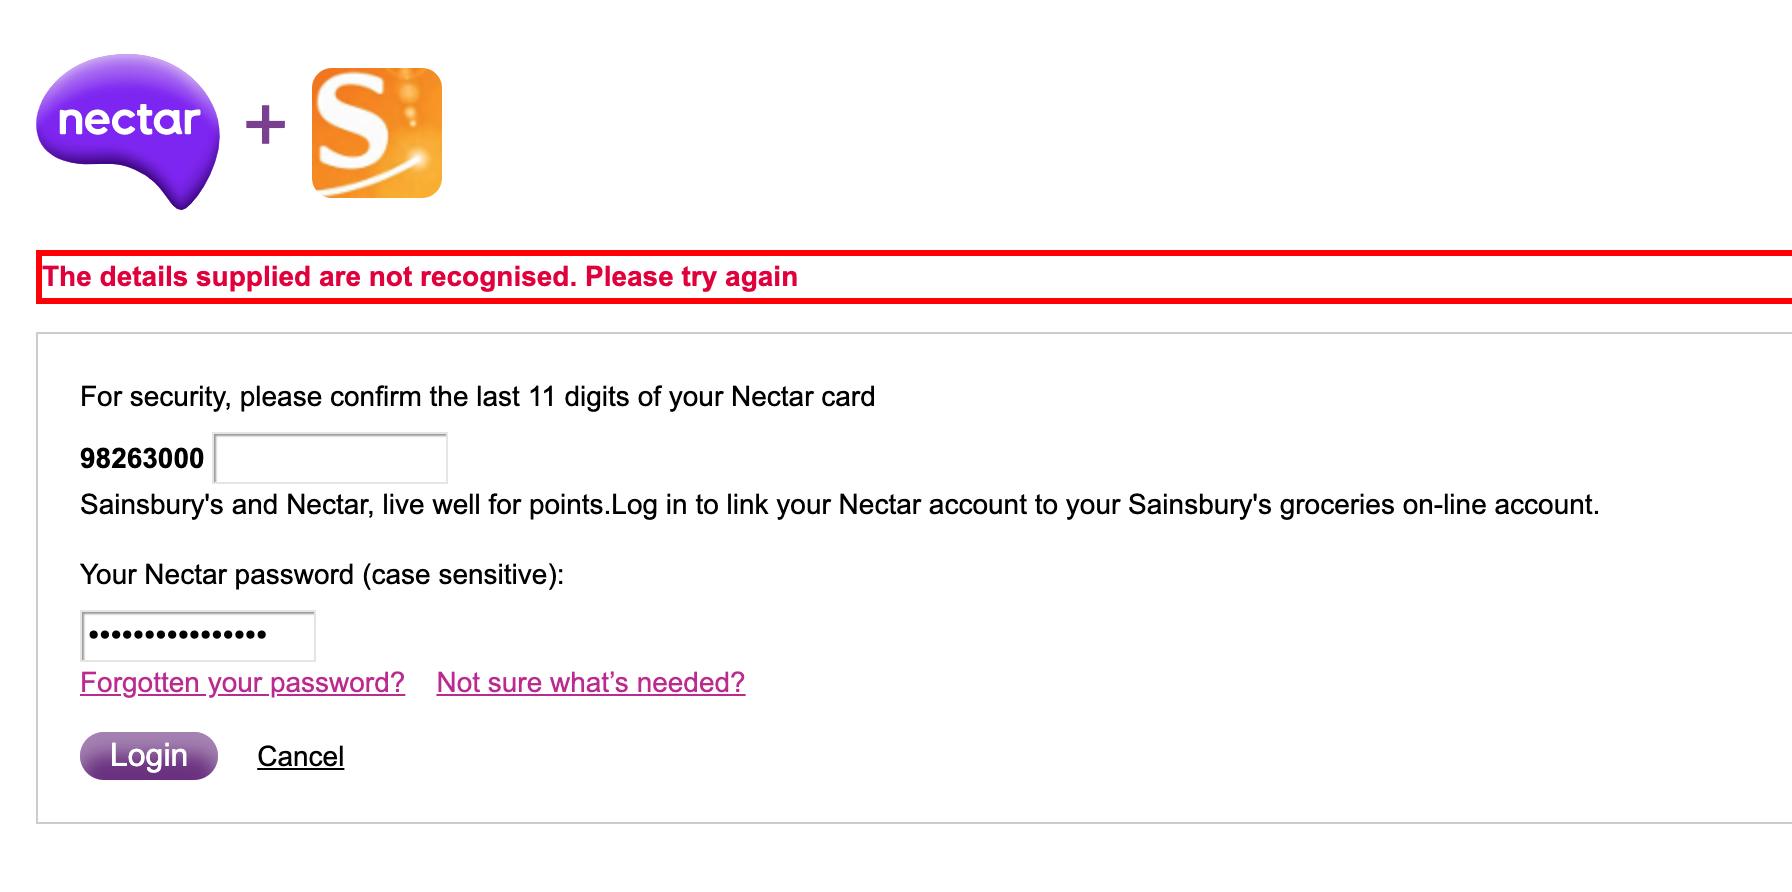 nectar + S
The details supplied are not recognised. Please try again
For security, please confirm the last 11 digits of your Nectar card
98263000
Sainsbury's and Nectar, live well for points.Log in to link your Nectar account to your Sainsbury's groceries on-line account.
Your Nectar password (case sensitive):
••••••••••••••••
Forgotten your password? Not sure what’s needed?
Login Cancel